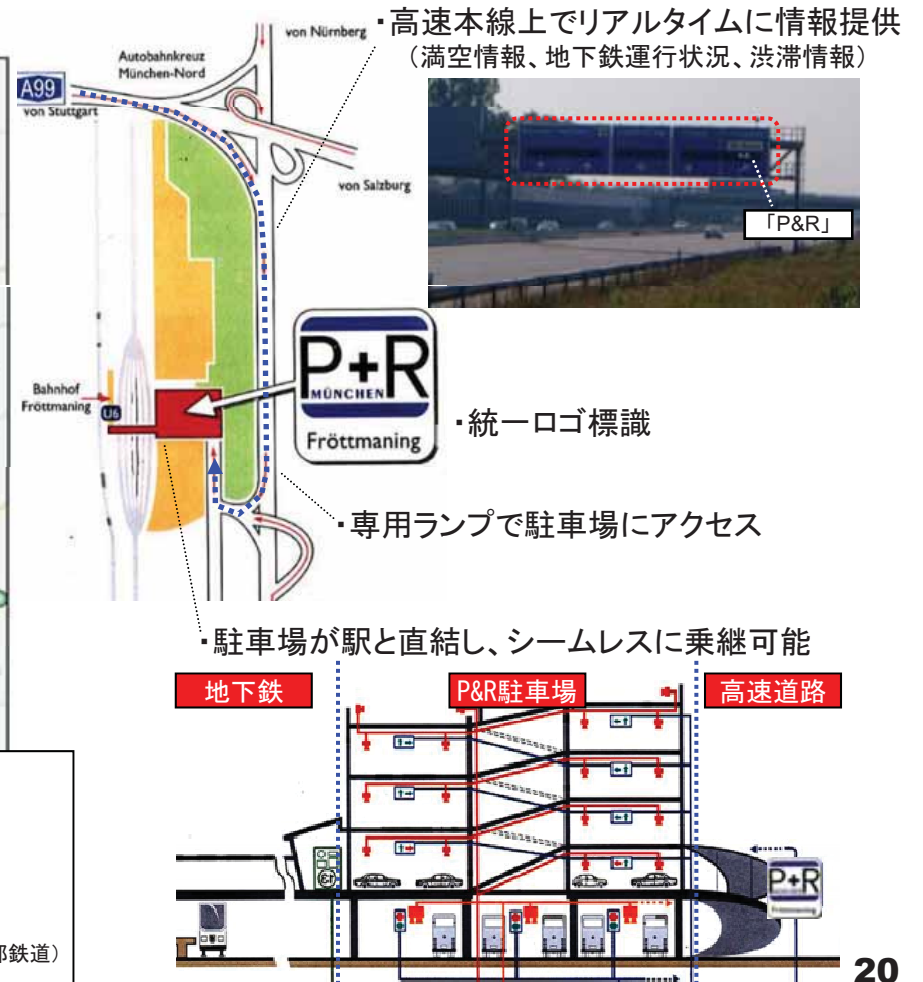 ・高速本線上でリアルタイムに情報提供
（満空情報、地下鉄運行状況、渋滞情報）
von Nürnberg
Autobahnkreuz
München-Nord
A99
von Stuttgart
von Salzburg
「P&R」
Bahnhof
Fröttmaning
U6
P+R
MÜNCHEN
Fröttmaning
・統一ロゴ標識
・専用ランプで駐車場にアクセス
・駐車場が駅と直結し、シームレスに乗継可能
地下鉄
P&R駐車場
高速道路
P+R
Fröttmaning
鉄道）
20